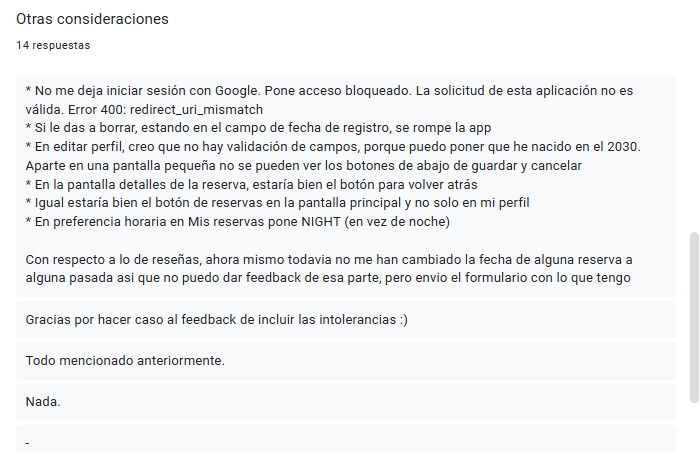 Otras consideraciones
14 respuestas
* No me deja iniciar sesión con Google. Pone acceso bloqueado. La solicitud de esta aplicación no es
válida. Error 400: redirect_uri_mismatch
* Si le das a borrar, estando en el campo de fecha de registro, se rompe la app
* En editar perfil, creo que no hay validación de campos, porque puedo poner que he nacido en el 2030.
Aparte en una pantalla pequeña no se pueden ver los botones de abajo de guardar y cancelar
* En la pantalla detalles de la reserva, estaría bien el botón para volver atrás
* Igual estaría bien el botón de reservas en la pantalla principal y no solo en mi perfil
* En preferencia horaria en Mis reservas pone NIGHT (en vez de noche)
Con respecto a lo de reseñas, ahora mismo todavia no me han cambiado la fecha de alguna reserva a
alguna pasada asi que no puedo dar feedback de esa parte, pero envio el formulario con lo que tengo
Gracias por hacer caso al feedback de incluir las intolerancias :)
Todo mencionado anteriormente.
Nada.
-